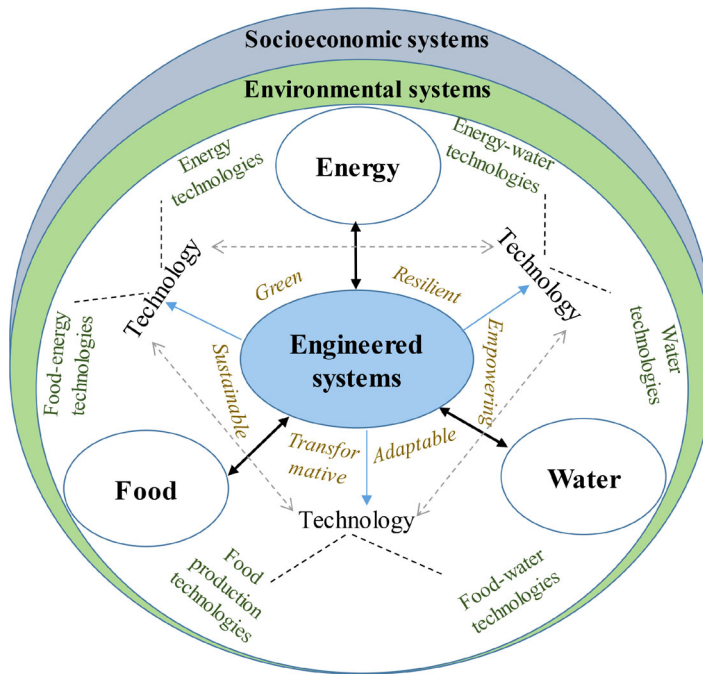 Socioeconomic systems
Environmental systems
Energy
technologies
Energy
Energy-water
technologies
Technology
Technology
Green
Resilient
Food-energy
technologies
Sustainable
Engineered
systems
Empowering
Water
technologies
Transfor
mative
Adaptable
Food
Water
Technology
Food
production
technologies
Food-water
technologies